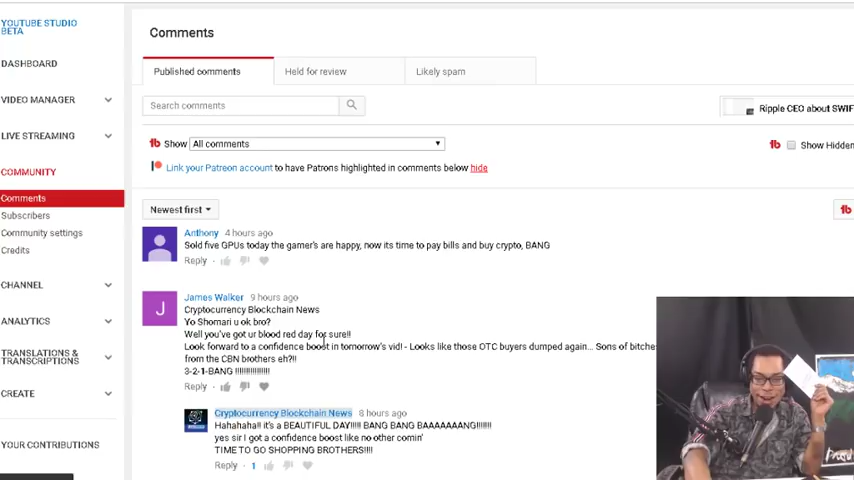 YOUTUBE STUDIO
BETA
DASHBOARD
VIDEO MANAGER
LIVE STREAMING
COMMUNITY
Comments
Subscribers
Community settings
Credits
CHANNEL
ANALYTICS
TRANSLATIONS &
TRANSCRIPTIONS
CREATE
YOUR CONTRIBUTIONS
Comments
Published comments
Held for review
Likely spam
Search comments
Ripple CEO about SWIF
tb Show All comments
tb Show Hidden
Link your Patreon account to have Patrons highlighted in comments below hide
Newest first
tb
Anthony 4 hours ago
Sold five GPUs today the gamer's are happy, now its time to pay bills and buy crypto, BANG
Reply
J
James Walker 9 hours ago
Cryptocurrency Blockchain News
Yo Shomari u ok bro?
Well you've got ur blood red day for sure!!
Look forward to a confidence boost in tomorrow's vid! - Looks like those OTC buyers dumped again... Sons of bitche
from the CBN brothers eh?!!
3-2-1-BANG !!!!!!!!!!!!!!
Reply
Cryptocurrency Blockchain News 8 hours ago
Hahahaha!! it's a BEAUTIFUL DAY!!!! BANG BANG BAAAAAAANG!!!!!!!
yes sir I got a confidence boost like no other comin'
TIME TO GO SHOPPING BROTHERS!!!!
Reply 1